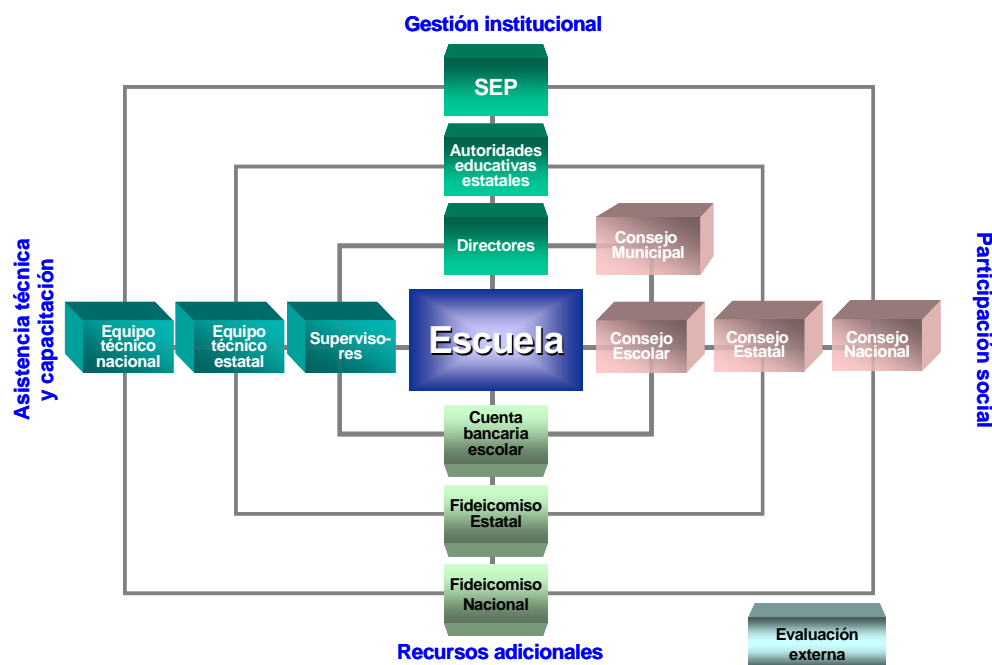 Gestión institucional
SEP
Autoridades
educativas
estatales
Directores
Consejo
Municipal
Asistencia técnica
y capacitación
Equipo
técnico
nacional
Equipo
técnico
estatal
Superviso-
res
Escuela
Consejo
Escolar
Consejo
Estatal
Consejo
Nacional
Participación social
Cuenta
bancaria
escolar
Fideicomiso
Estatal
Fideicomiso
Nacional
Recursos adicionales
Evaluación
externa